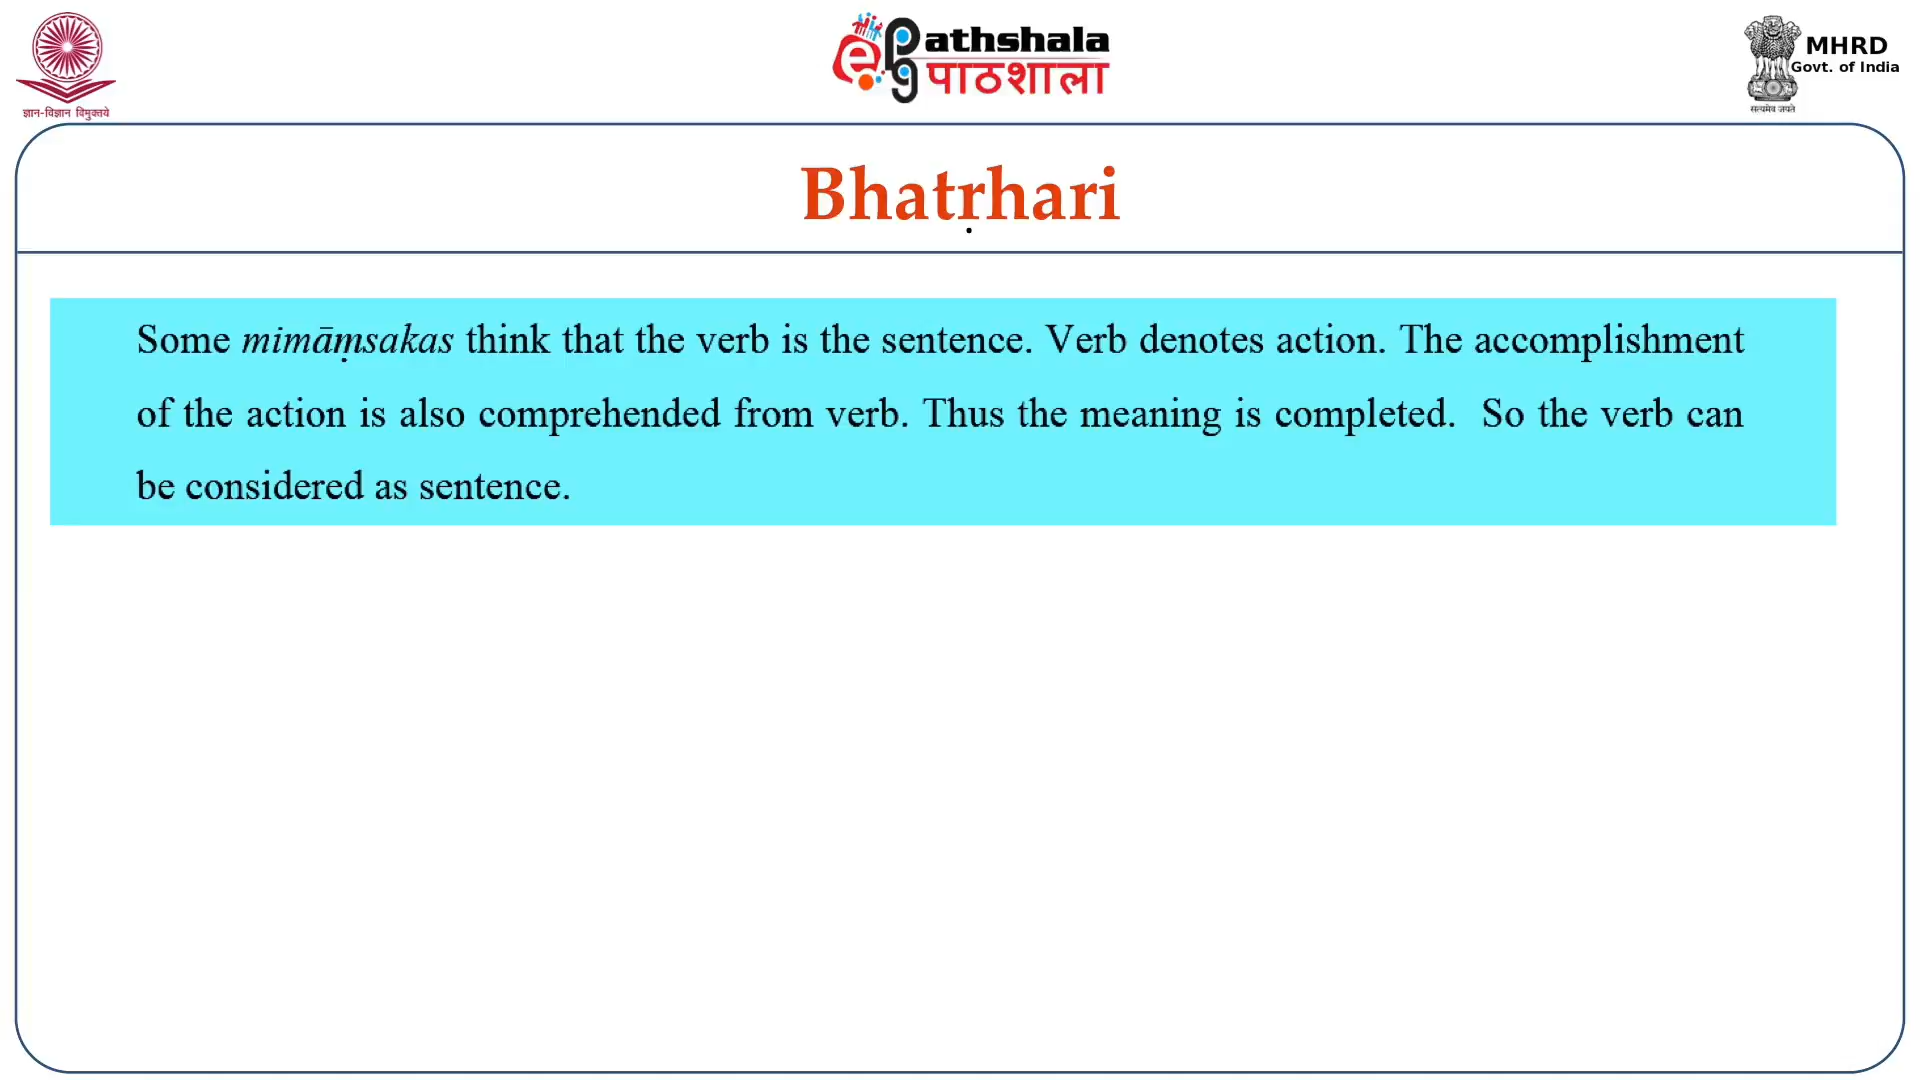 ज्ञान-विज्ञान विमुक्तये
e
pg
Pathshala
पाठशाला
MHRD
Govt. of India
सत्यमेव जयते
Bhatṛhari
Some mimāṃsakas think that the verb is the sentence. Verb denotes action. The accomplishment
of the action is also comprehended from verb. Thus the meaning is completed. So the verb can
be considered as sentence.